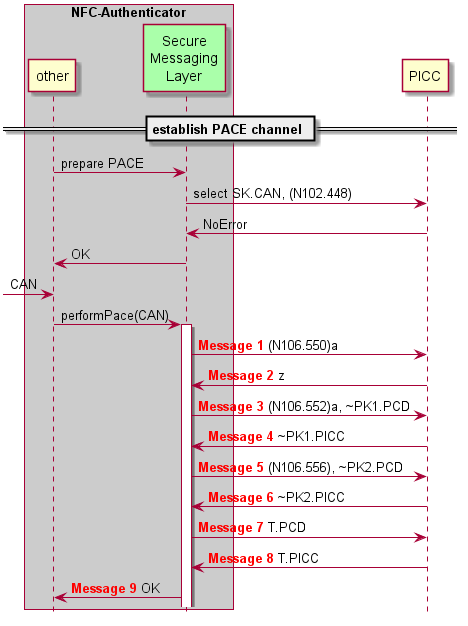 NFC-Authenticator
other
Secure
Messaging
Layer
PICC
establish PACE channel
prepare PACE
select SK.CAN, (N102.448)
NoError
OK
CAN
performPace(CAN)
Message 1 (N106.550)a
Message 2 z
Message 3 (N106.552)a, ~PK1.PCD
Message 4 ~PK1.PICC
Message 5 (N106.556), ~PK2.PCD
Message 6 ~PK2.PICC
Message 7 T.PCD
Message 8 T.PICC
Message 9 OK